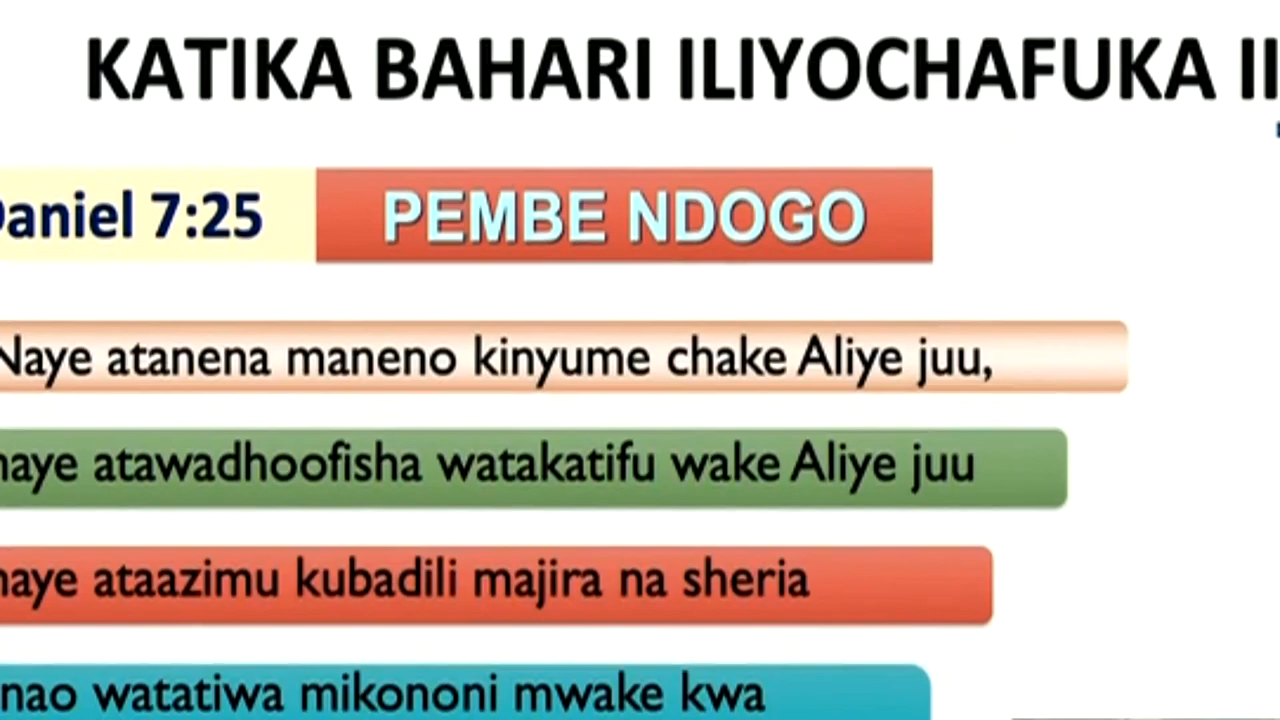 KATIKA BAHARI ILIYOCHAFUKA II
Daniel 7:25 PEMBE NDOGO
Naye atanena maneno kinyume chake Aliye juu,
naye atawadhoofisha watakatifu wake Aliye juu
naye ataazimu kubadili majira na sheria
nao watatiwa mikononi mwake kwa